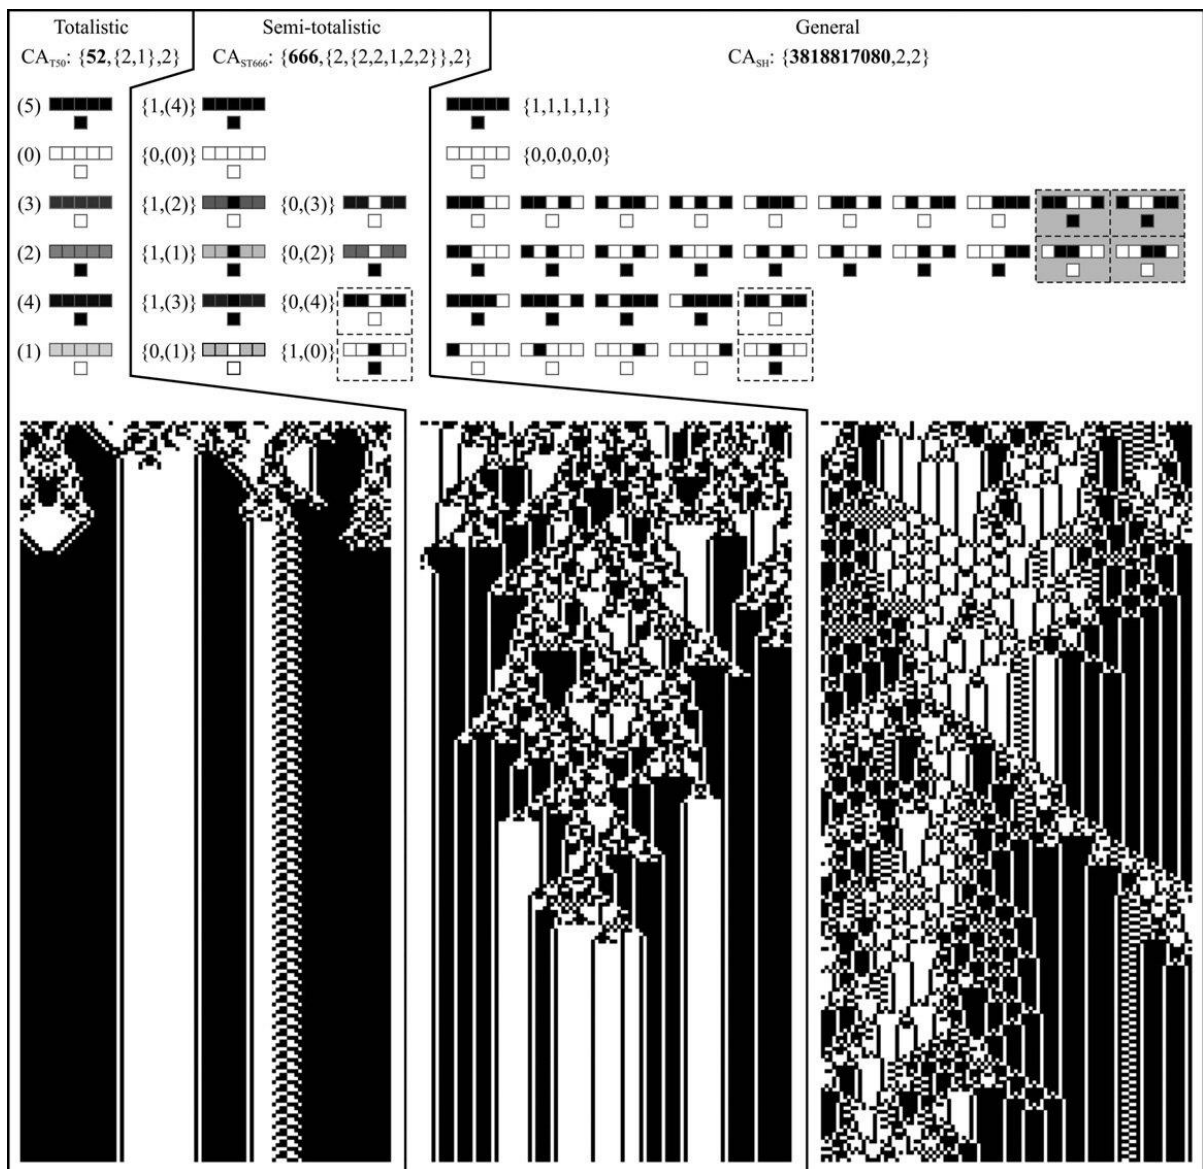 Totalistic Semi-totalistic General
CA_T50: {52,{2,1},2} CA_ST666: {666,{2,{2,2,1,2,2}},2} CA_SH: {3818817080,2,2}
(5) {1,(4)} {1,1,1,1,1}
(0) {0,(0)} {0,0,0,0,0}
(3) {1,(2)} {0,(3)}
(2) {1,(1)} {0,(2)}
(4) {1,(3)} {0,(4)}
(1) {0,(1)} {1,(0)}